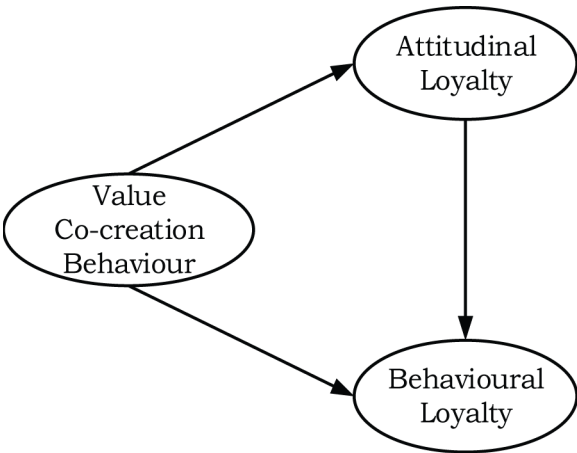 Attitudinal
Loyalty
Value
Co-creation
Behaviour
Behavioural
Loyalty